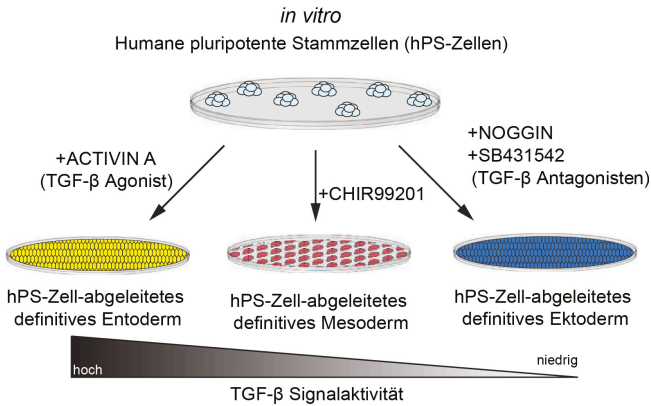 in vitro
Humane pluripotente Stammzellen (hPS-Zellen)
+ACTIVIN A
(TGF-β Agonist)
+CHIR99201
+NOGGIN
+SB431542
(TGF-β Antagonisten)
hPS-Zell-abgeleitetes
definitives Entoderm
hPS-Zell-abgeleitetes
definitives Mesoderm
hPS-Zell-abgeleitetes
definitives Ektoderm
hoch
niedrig
TGF-β Signalaktivität